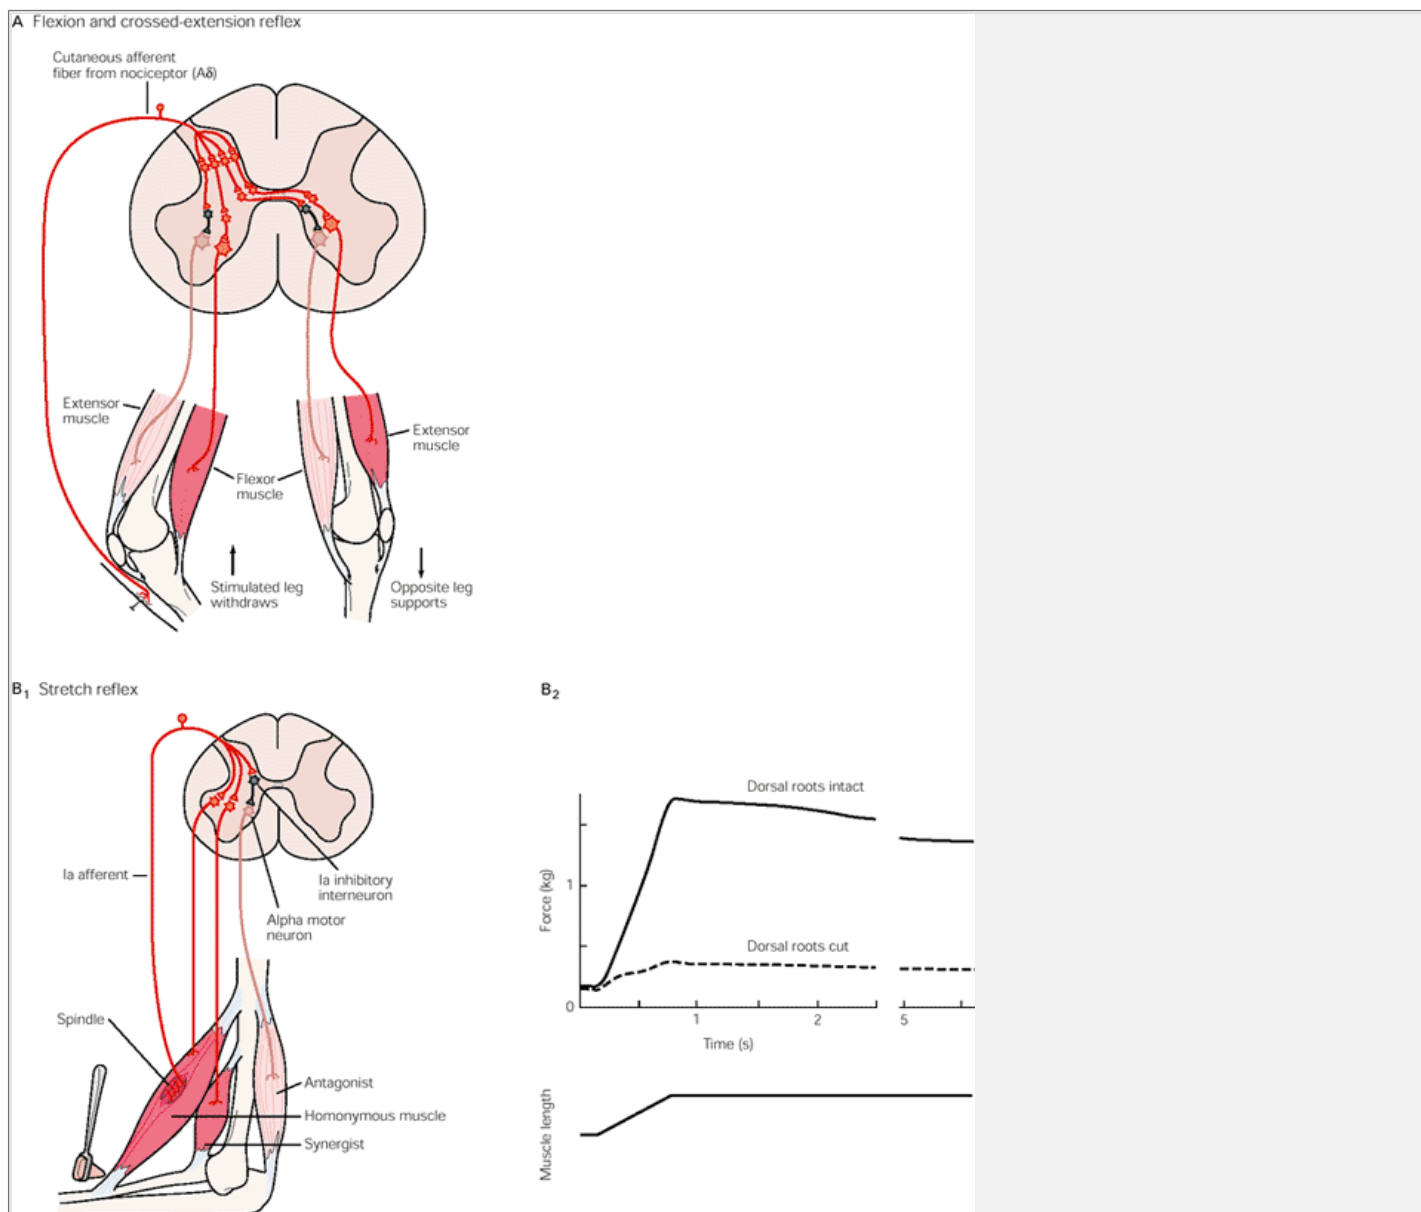 A Flexion and crossed-extension reflex
Cutaneous afferent
fiber from nociceptor (Aδ)
Extensor
muscle
Extensor
muscle
Flexor
muscle
Stimulated leg
withdraws
Opposite leg
supports
B1 Stretch reflex
Ia afferent
Ia inhibitory
interneuron
Alpha motor
neuron
Spindle
Antagonist
Homonymous muscle
Synergist
B2
Dorsal roots intact
Force (kg)
1
Dorsal roots cut
0
1
2
5
Time (s)
Muscle length